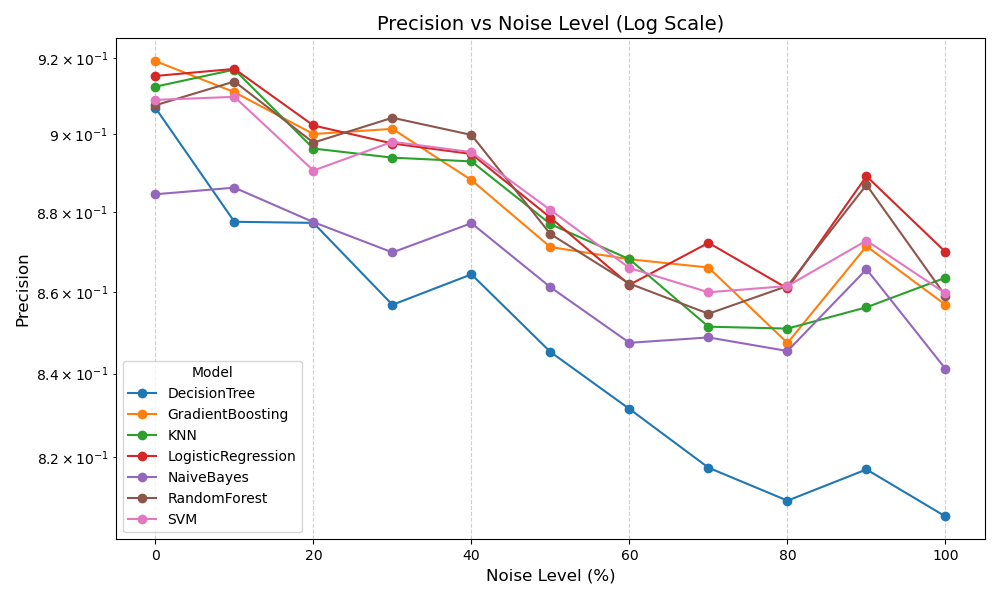 Precision vs Noise Level (Log Scale)
Precision
9.2 × 10⁻¹
9 × 10⁻¹
8.8 × 10⁻¹
8.6 × 10⁻¹
8.4 × 10⁻¹
8.2 × 10⁻¹
Model
DecisionTree
GradientBoosting
KNN
LogisticRegression
NaiveBayes
RandomForest
SVM
0 20 40 60 80 100
Noise Level (%)